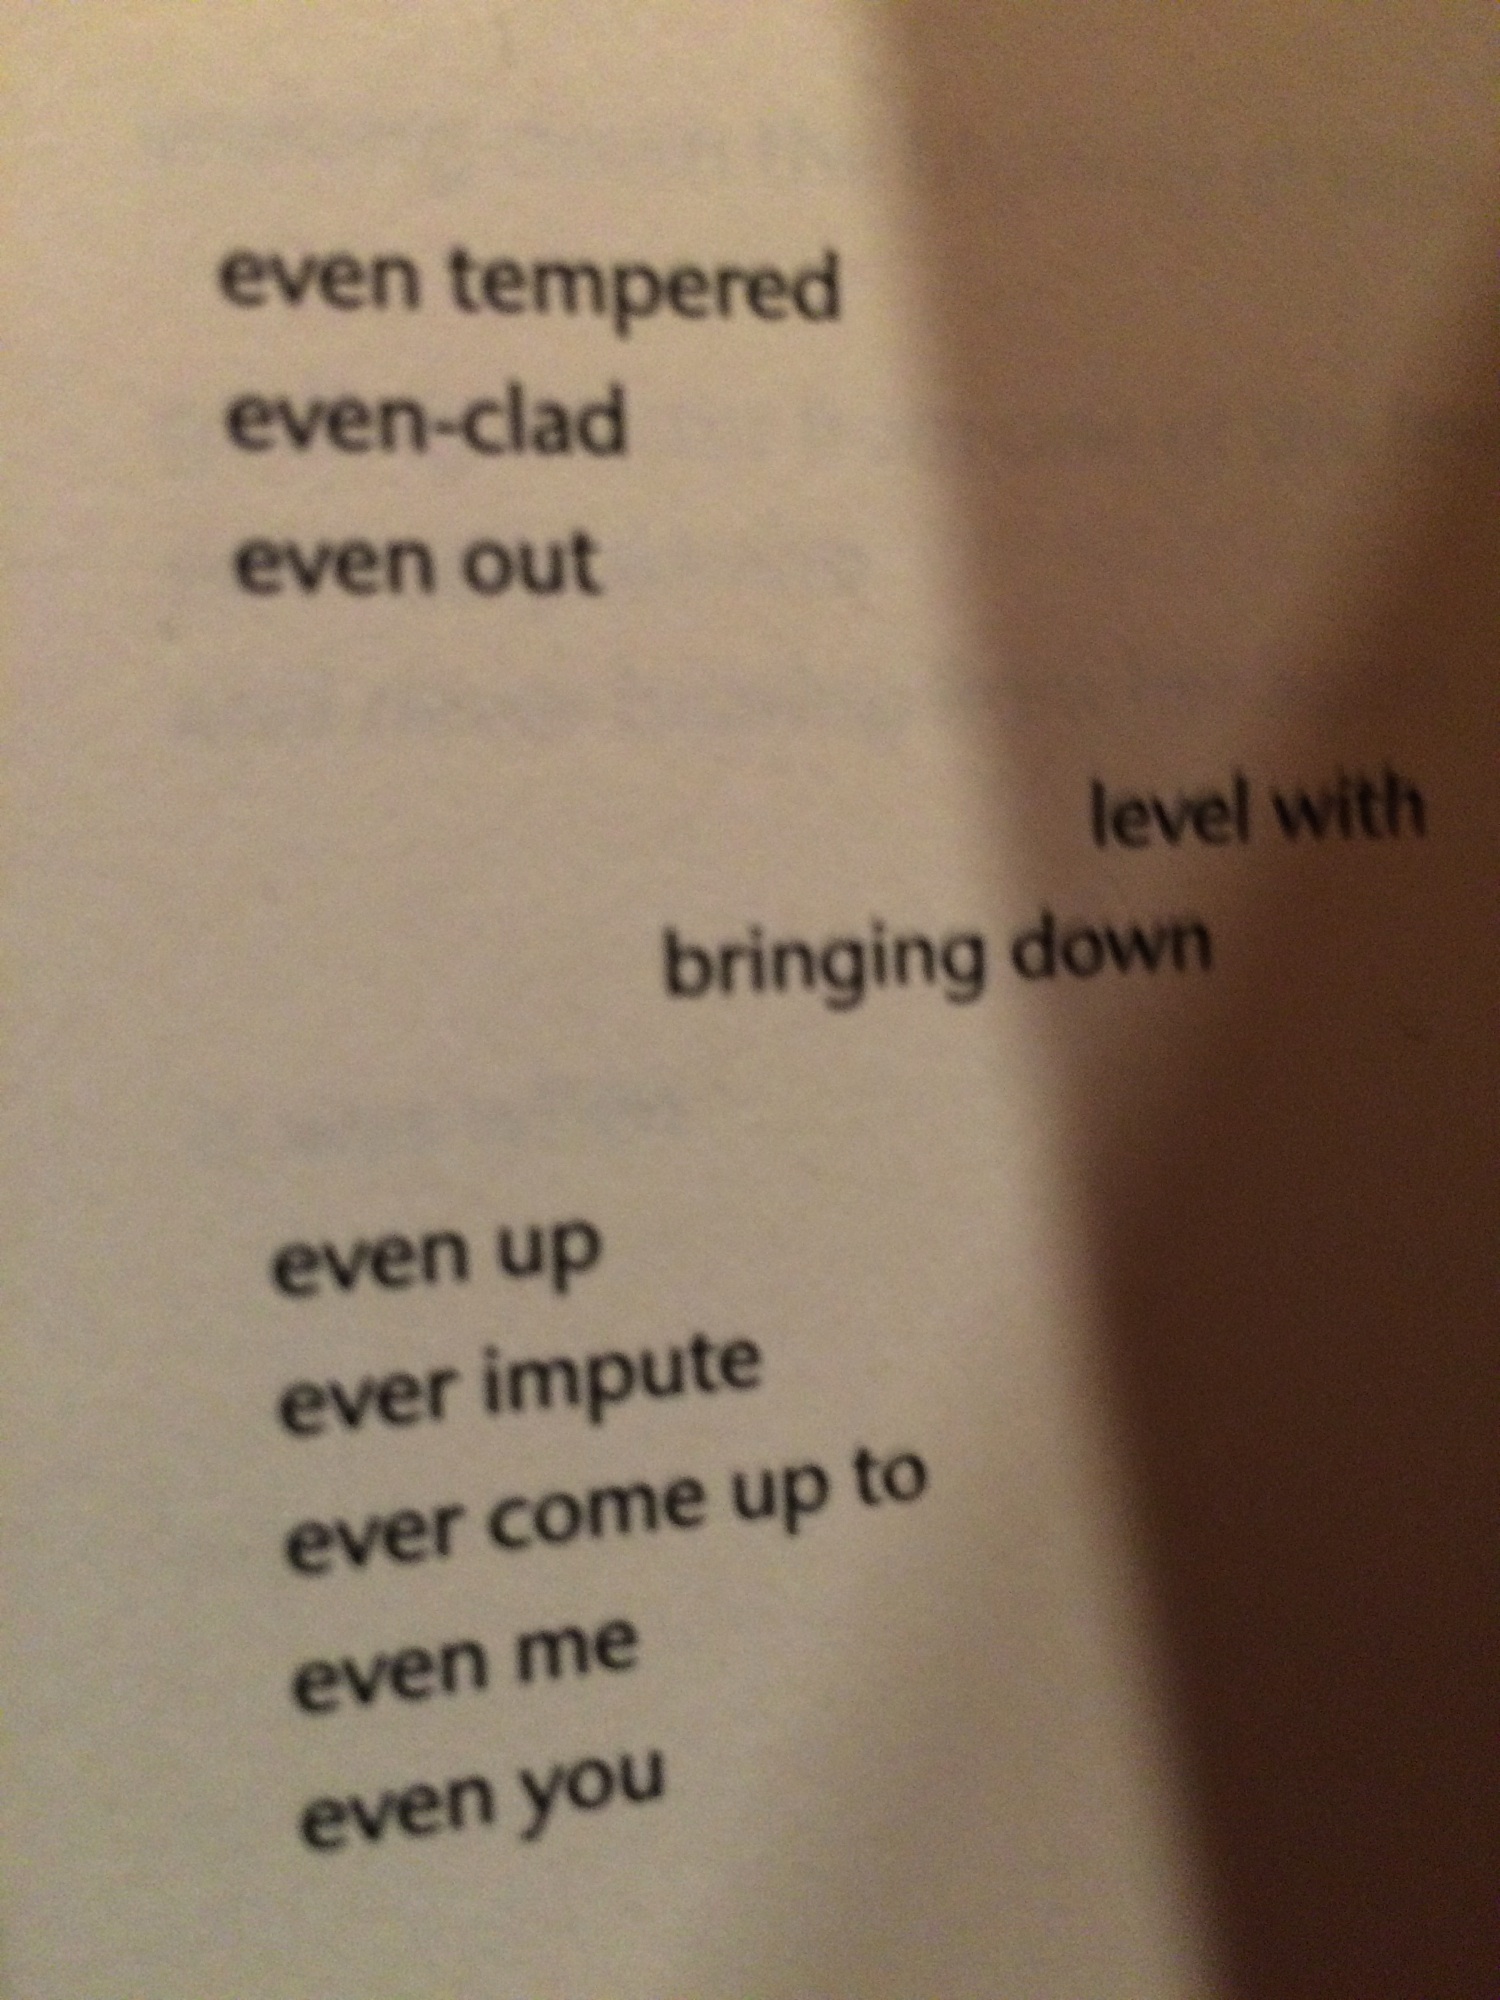 even tempered
even-clad
even out
level with
bringing down
even up
ever impute
ever come up to
even me
even you